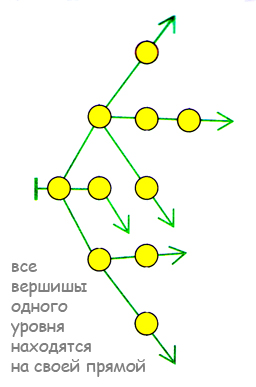 все
вершишы
одного
уровня
находятся
на своей прямой